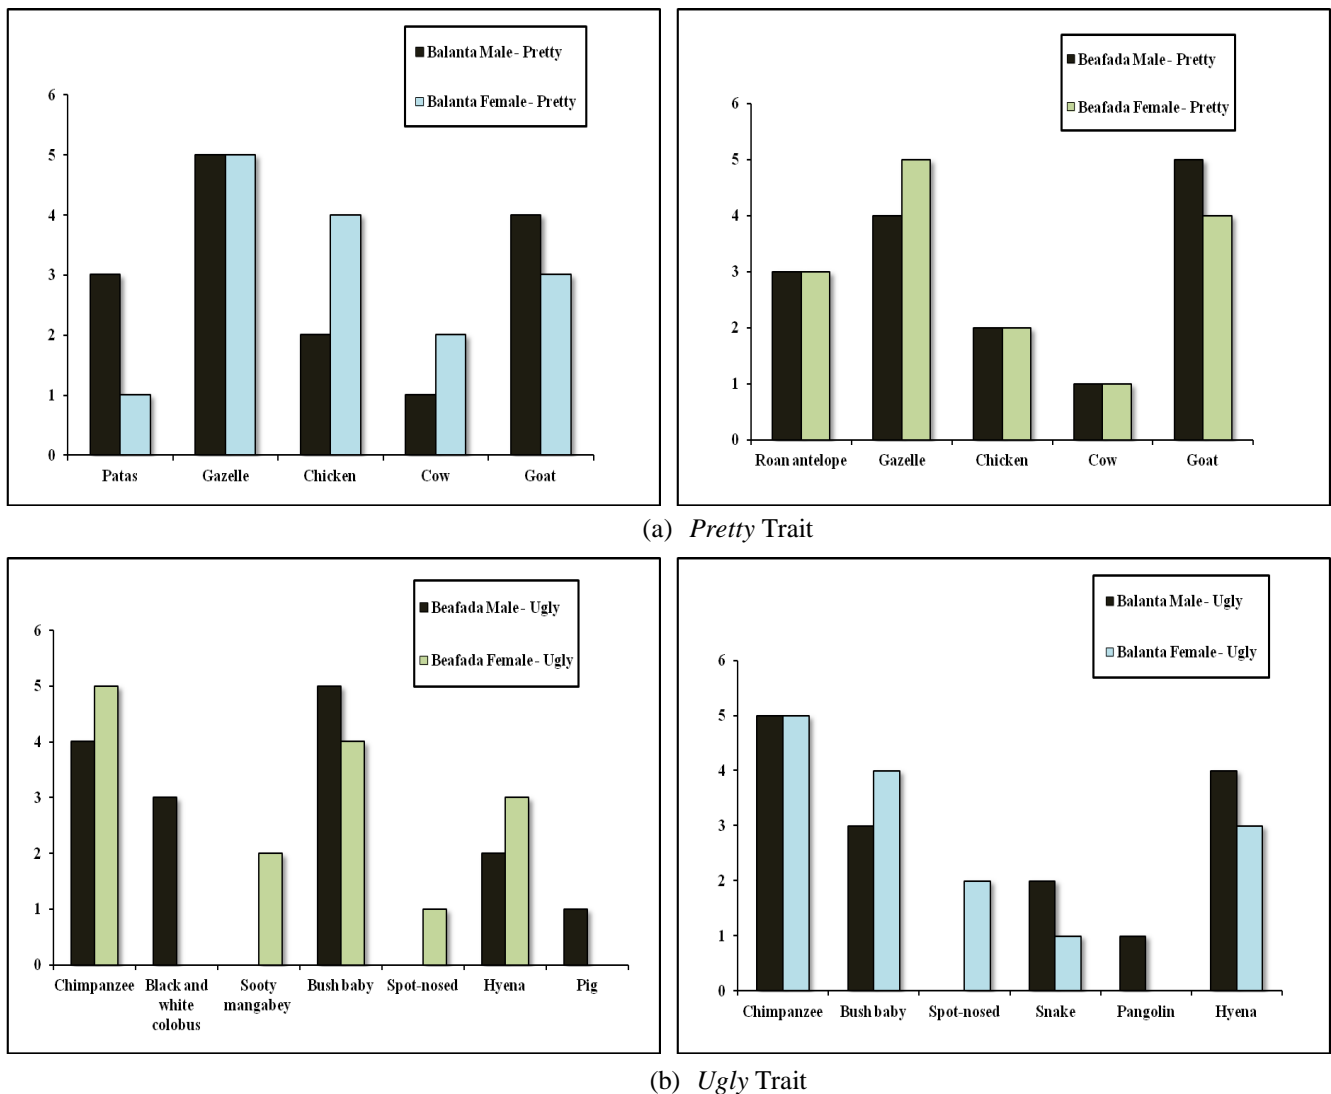 Balanta Male - Pretty
Balanta Female - Pretty
6
5
4
3
2
1
0
Patas Gazelle Chicken Cow Goat
Beafada Male - Pretty
Beafada Female - Pretty
6
5
4
3
2
1
0
Roan antelope Gazelle Chicken Cow Goat
(a) Pretty Trait
Beafada Male - Ugly
Beafada Female - Ugly
6
5
4
3
2
1
0
Chimpanzee Black and Sooty Bush baby Spot-nosed Hyena Pig
white mangabey
colobus
Balanta Male - Ugly
Balanta Female - Ugly
6
5
4
3
2
1
0
Chimpanzee Bush baby Spot-nosed Snake Pangolin Hyena
(b) Ugly Trait